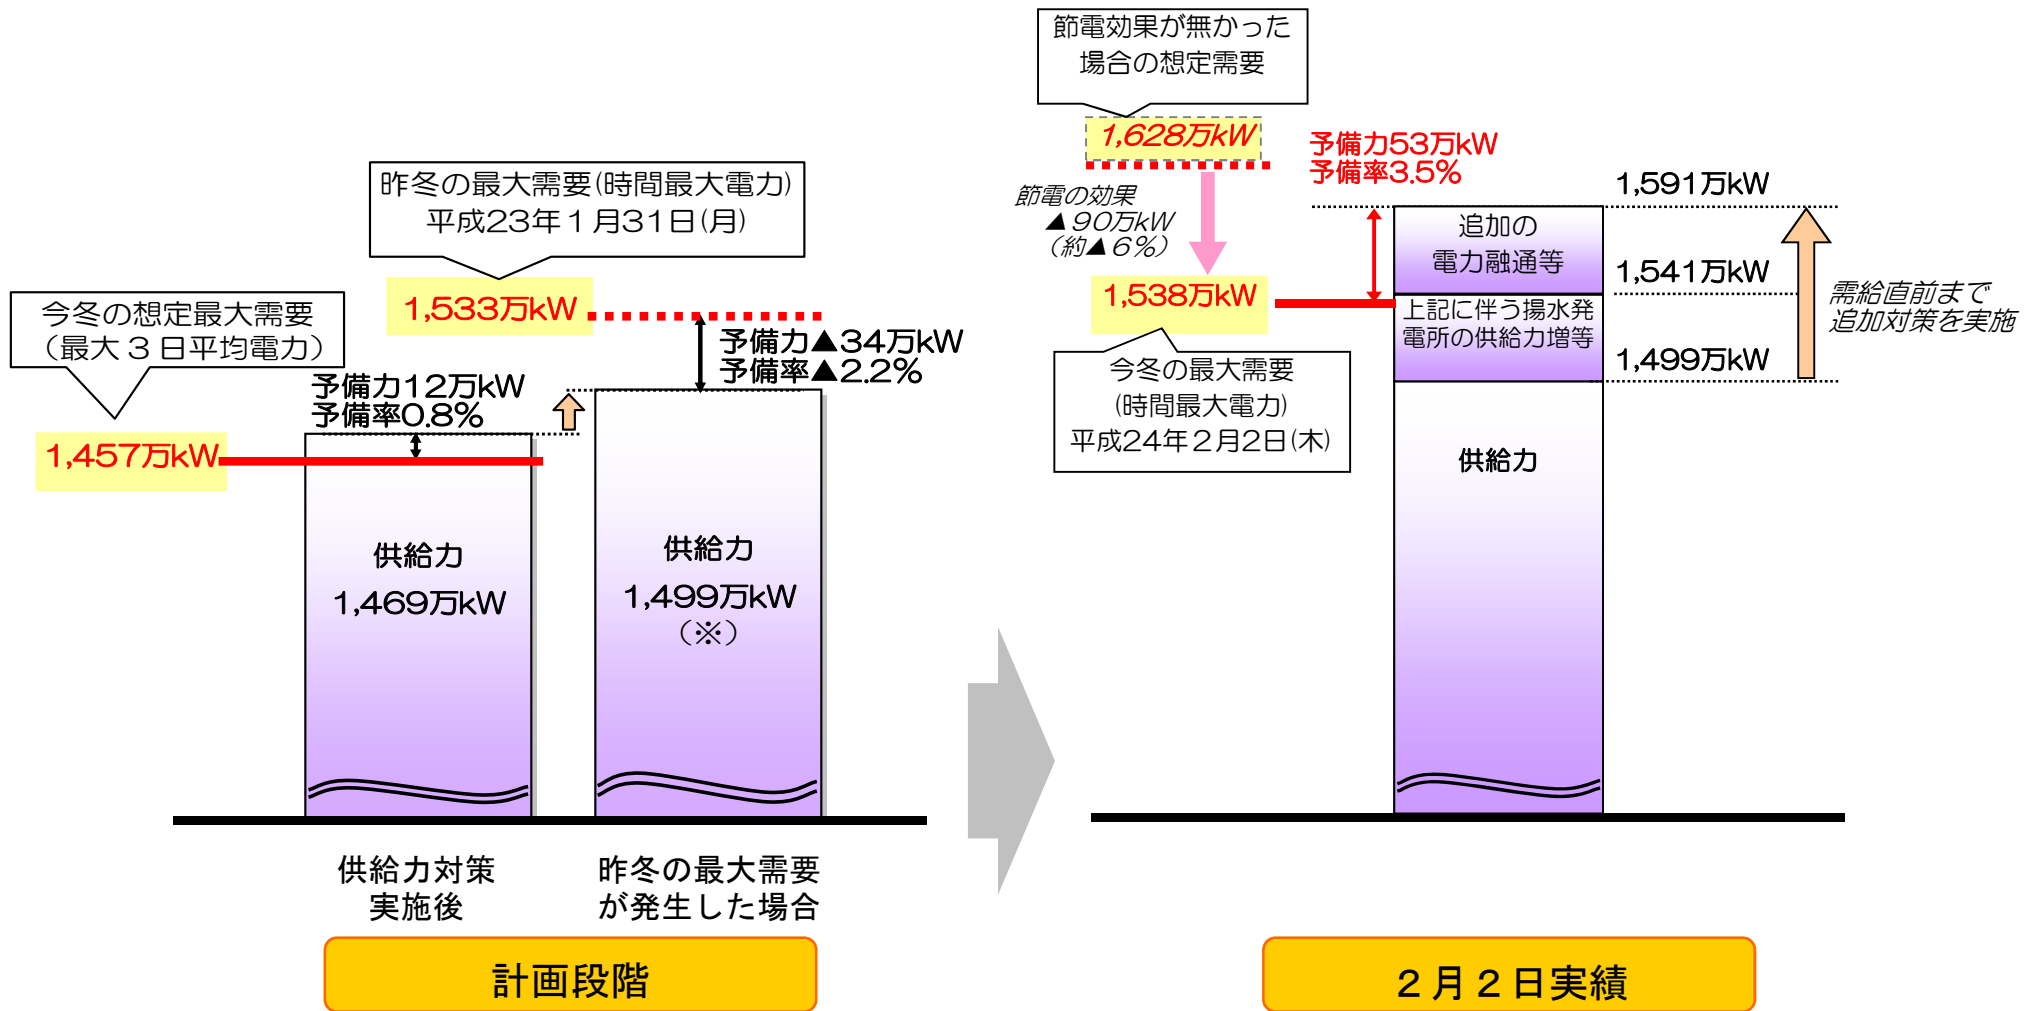 今冬の想定最大需要
（最大３日平均電力）
1,457万kW
昨冬の最大需要(時間最大電力)
平成23年１月31日(月)
1,533万kW
予備力12万kW
予備率0.8%
供給力
1,469万kW
予備力▲34万kW
予備率▲2.2%
供給力
1,499万kW
（※）
供給力対策
実施後
昨冬の最大需要
が発生した場合
計画段階
節電効果が無かった
場合の想定需要
1,628万kW
節電の効果
▲90万kW
（約▲6%）
1,538万kW
今冬の最大需要
(時間最大電力)
平成24年２月2日(木)
予備力53万kW
予備率3.5%
追加の
電力融通等
上記に伴う揚水発
電所の供給力増等
供給力
1,591万kW
1,541万kW
1,499万kW
需給直前まで
追加対策を実施
２月２日実績